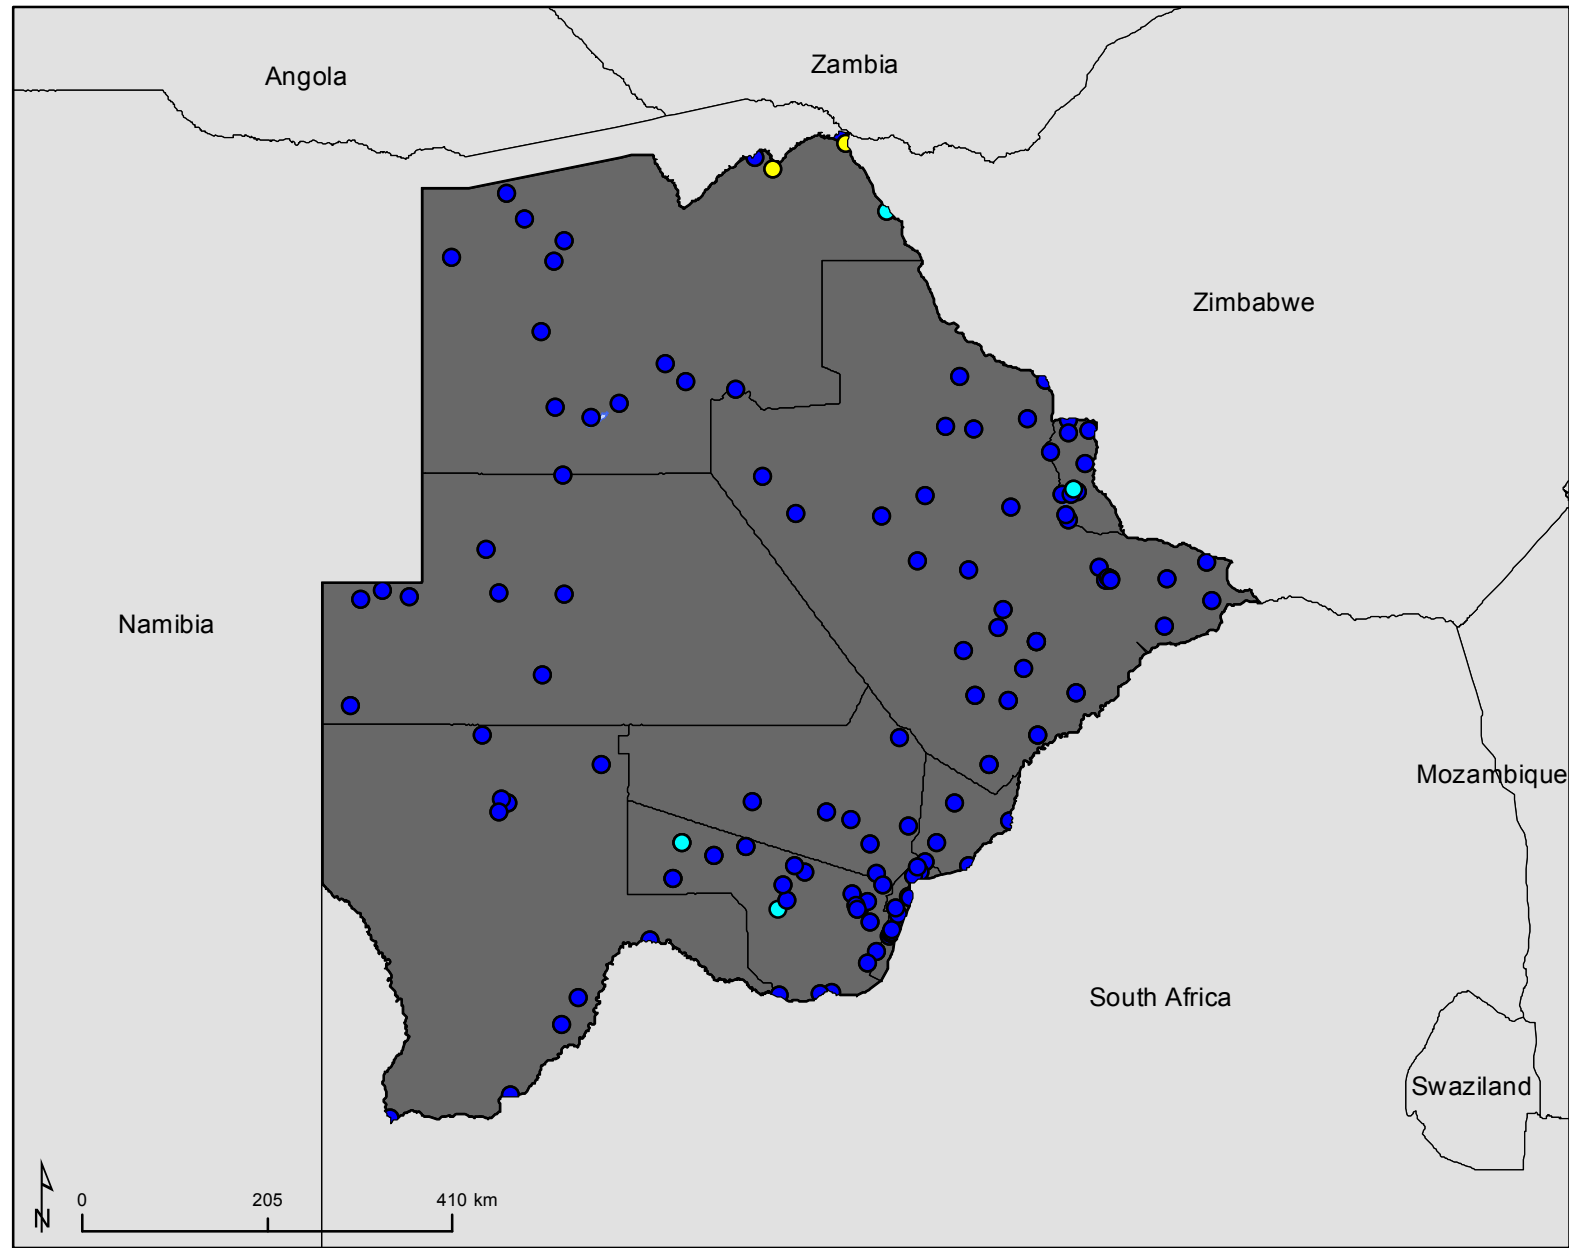 Angola
Zambia
Zimbabwe
Namibia
Mozambique
South Africa
Swaziland
N
0 205 410 km